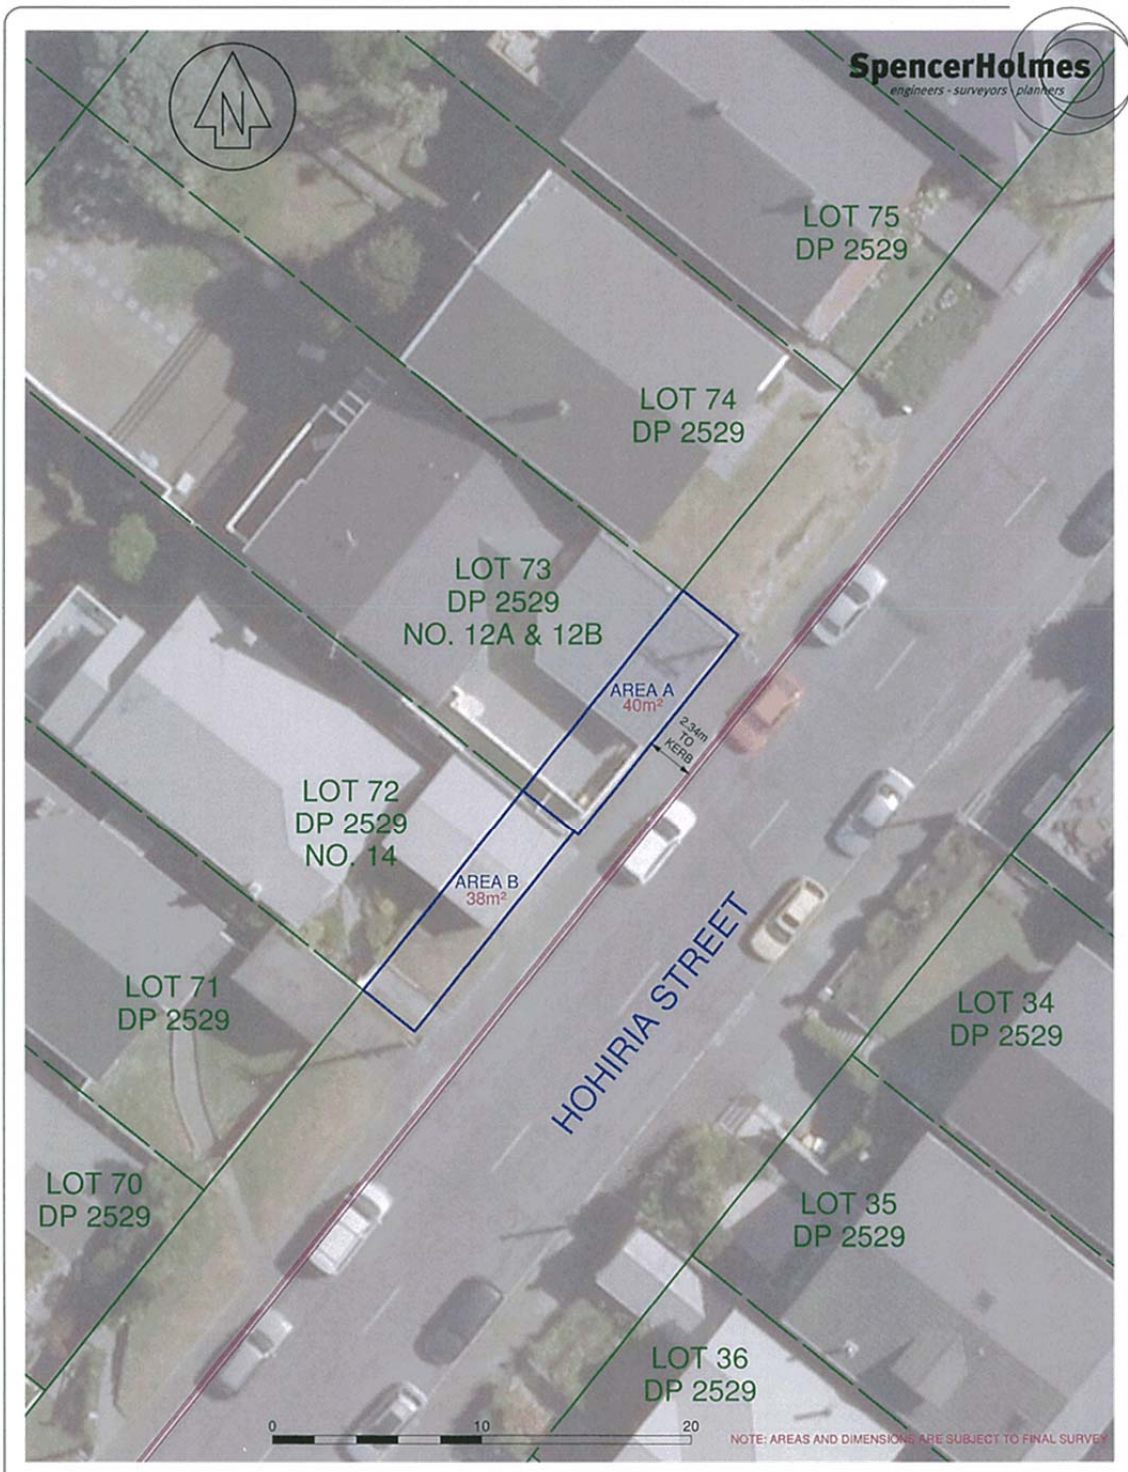 N
SpencerHolmes
engineers - surveyors - planners
LOT 75
DP 2529
LOT 74
DP 2529
LOT 73
DP 2529
NO. 12A & 12B
AREA A
40m²
2.34m
TO
KERB
LOT 72
DP 2529
NO. 14
AREA B
38m²
HOHIRIA STREET
LOT 71
DP 2529
LOT 34
DP 2529
LOT 70
DP 2529
LOT 35
DP 2529
LOT 36
DP 2529
0 10 20
NOTE: AREAS AND DIMENSIONS ARE SUBJECT TO FINAL SURVEY